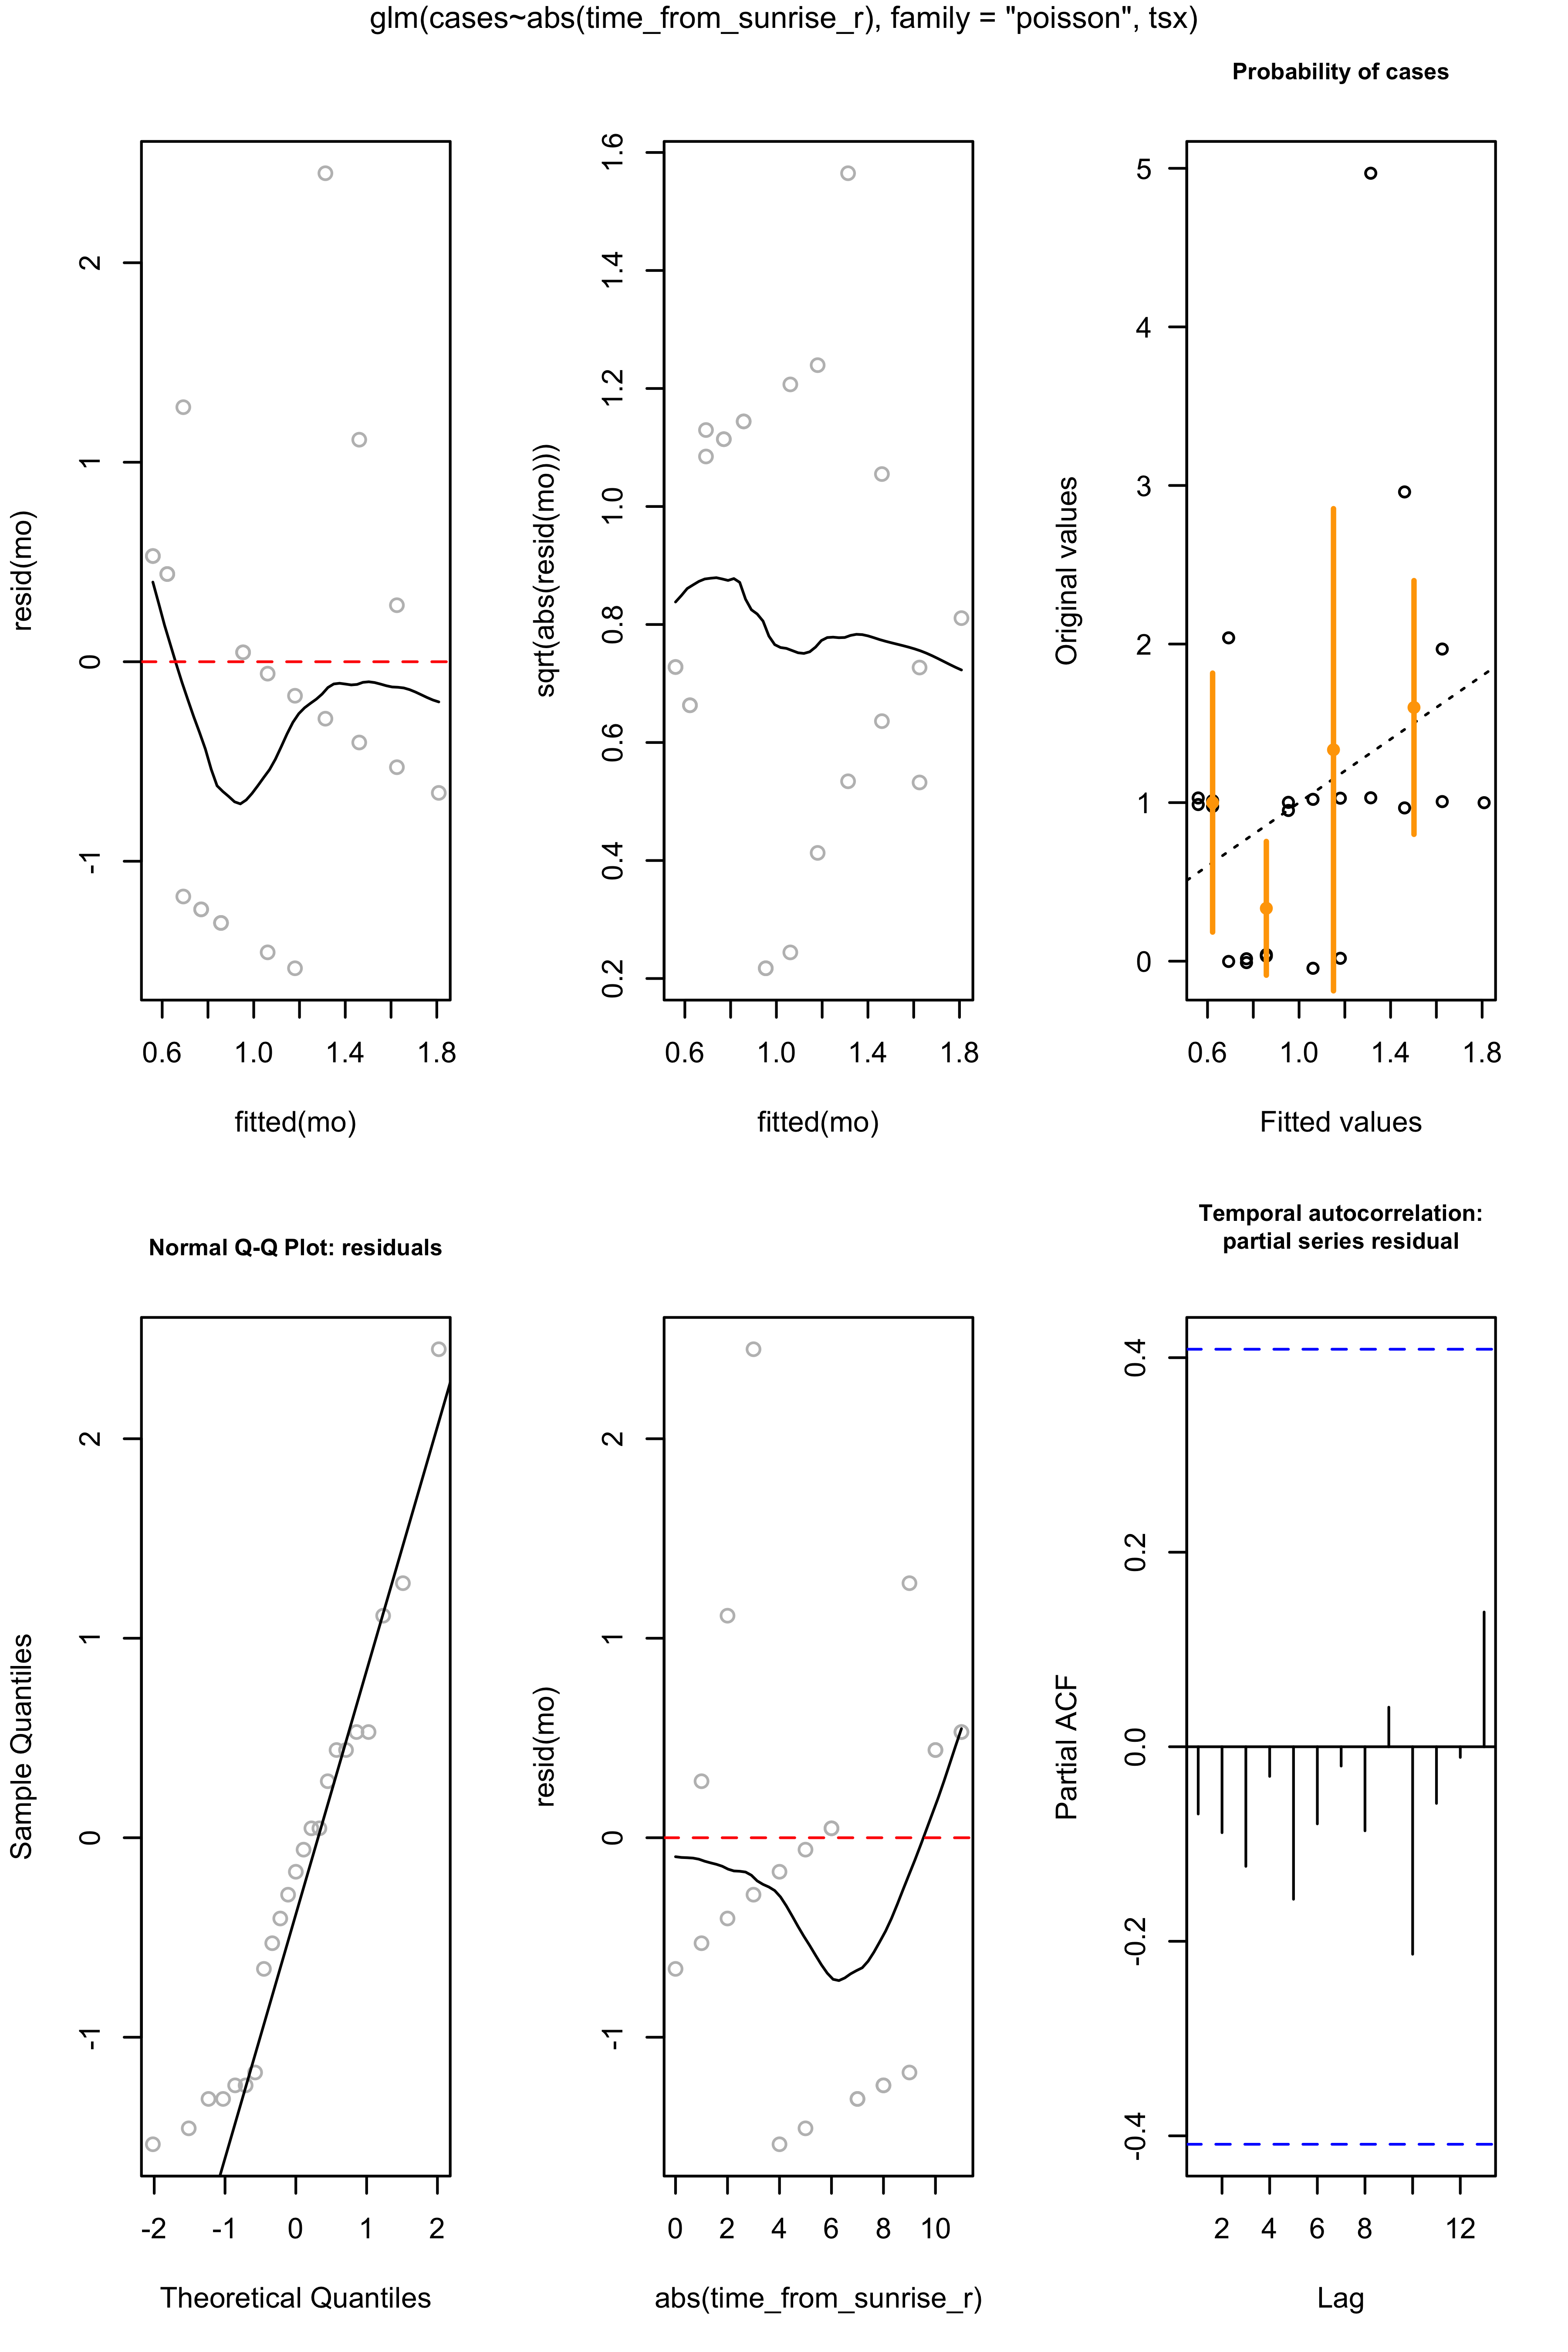 glm(cases~abs(time_from_sunrise_r), family = "poisson", tsx)
resid(mo)
2
1
0
-1
0.6 1.0 1.4 1.8
fitted(mo)
sqrt(abs(resid(mo)))
1.6
1.4
1.2
1.0
0.8
0.6
0.4
0.2
0.6 1.0 1.4 1.8
fitted(mo)
Probability of cases
Original values
5
4
3
2
1
0
0.6 1.0 1.4 1.8
Fitted values
Normal Q-Q Plot: residuals
Sample Quantiles
2
1
0
-1
-2 -1 0 1 2
Theoretical Quantiles
resid(mo)
2
1
0
-1
0 2 4 6 8 10
abs(time_from_sunrise_r)
Temporal autocorrelation:
partial series residual
Partial ACF
0.4
0.2
0.0
-0.2
-0.4
2 4 6 8 12
Lag